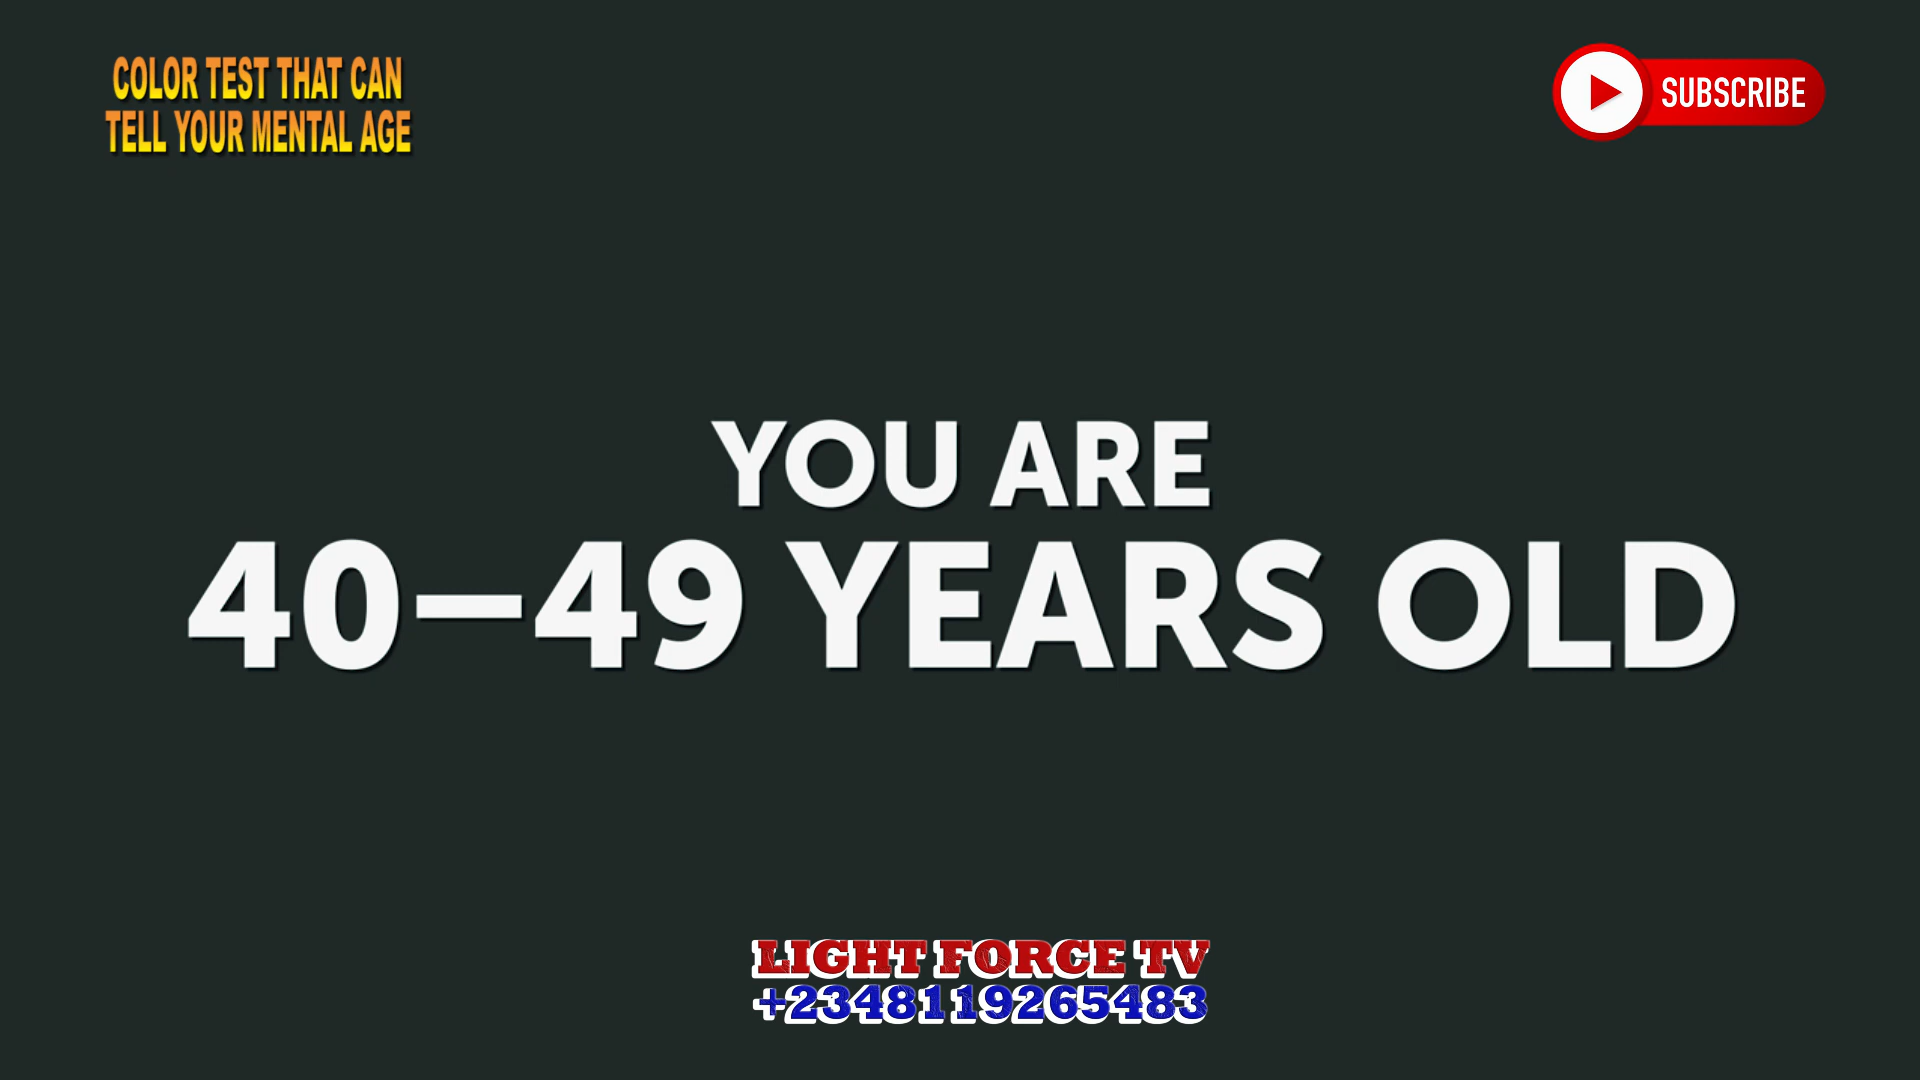 COLOR TEST THAT CAN
TELL YOUR MENTAL AGE
SUBSCRIBE
YOU ARE
40–49 YEARS OLD
LIGHT FORCE TV
+2348119265483